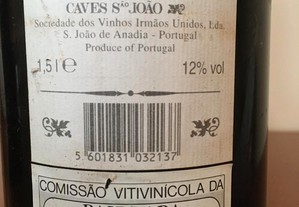 CAVES Sᴬᴼ JOÃO
Sociedade dos Vinhos Irmãos Unidos, Lda.
S. João de Anadia - Portugal
Produce of Portugal
1,5 l ℮ 12% vol
5 601831 032137
COMISSÃO VITIVINÍCOLA DA